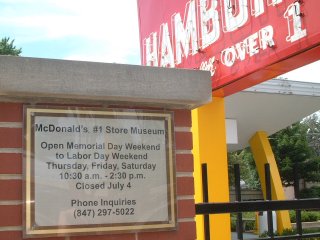 HAMBU
OVER 1
McDonald's #1 Store Museum
Open Memorial Day Weekend
to Labor Day Weekend
Thursday, Friday, Saturday
10:30 a.m. - 2:30 p.m.
Closed July 4
Phone Inquiries
(847) 297-5022